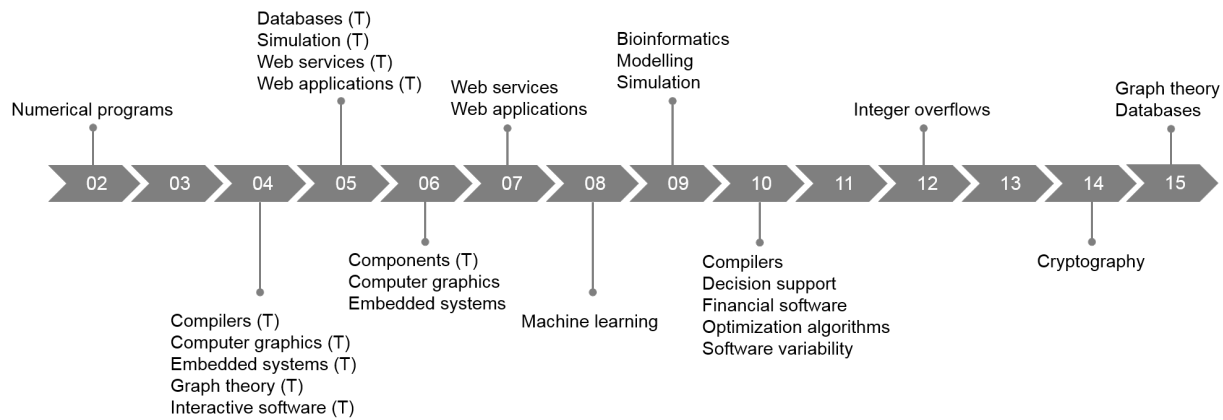 Databases (T)
Simulation (T)
Web services (T)
Web applications (T)
Web services
Web applications
Bioinformatics
Modelling
Simulation
Graph theory
Databases
Numerical programs
Integer overflows
02 03 04 05 06 07 08 09 10 11 12 13 14 15
Components (T)
Computer graphics
Embedded systems
Compilers
Decision support
Financial software
Optimization algorithms
Software variability
Cryptography
Machine learning
Compilers (T)
Computer graphics (T)
Embedded systems (T)
Graph theory (T)
Interactive software (T)